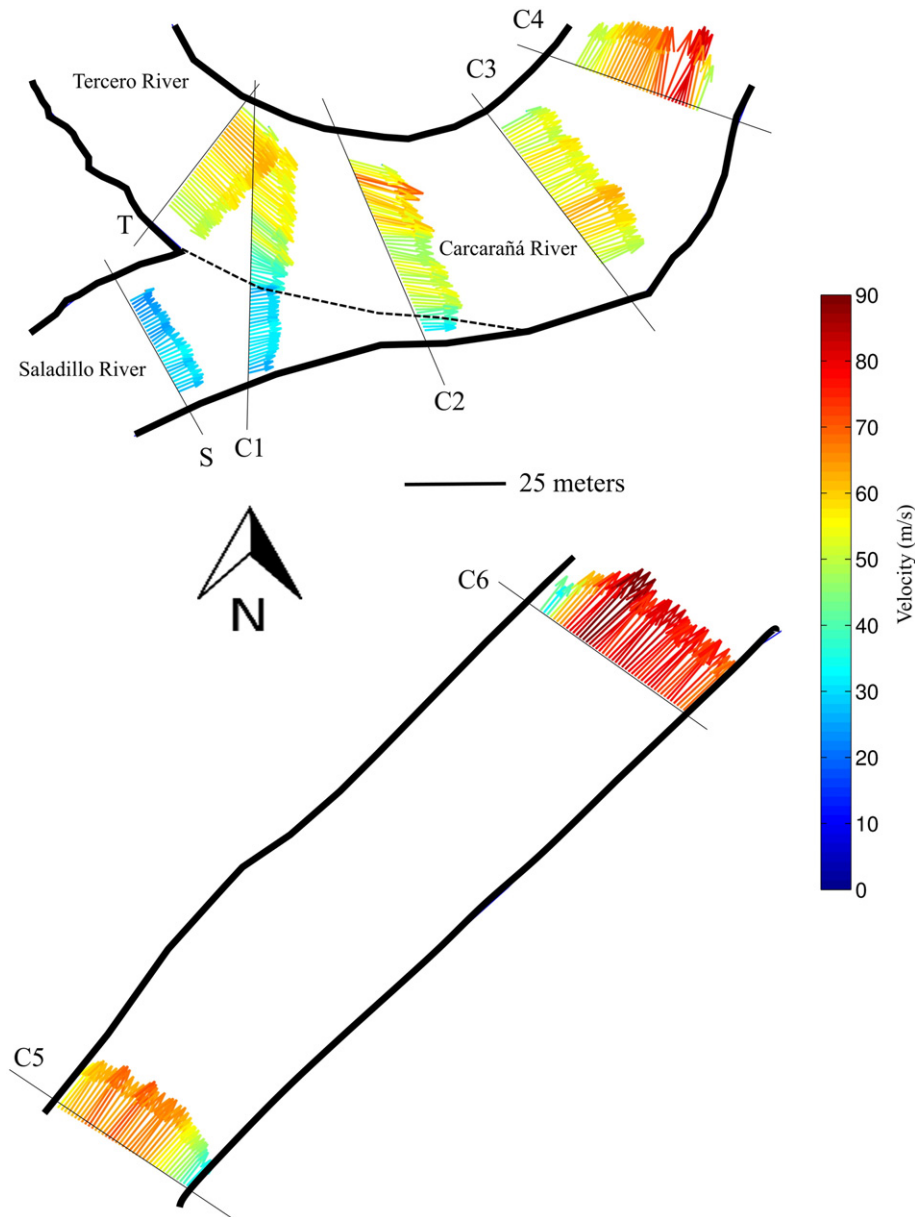 C4
C3
Tercero River
T
Carcarañá River
Saladillo River
C2
C1
S
25 meters
N
C6
C5
90
80
70
60
50
40
30
20
10
0
Velocity (m/s)